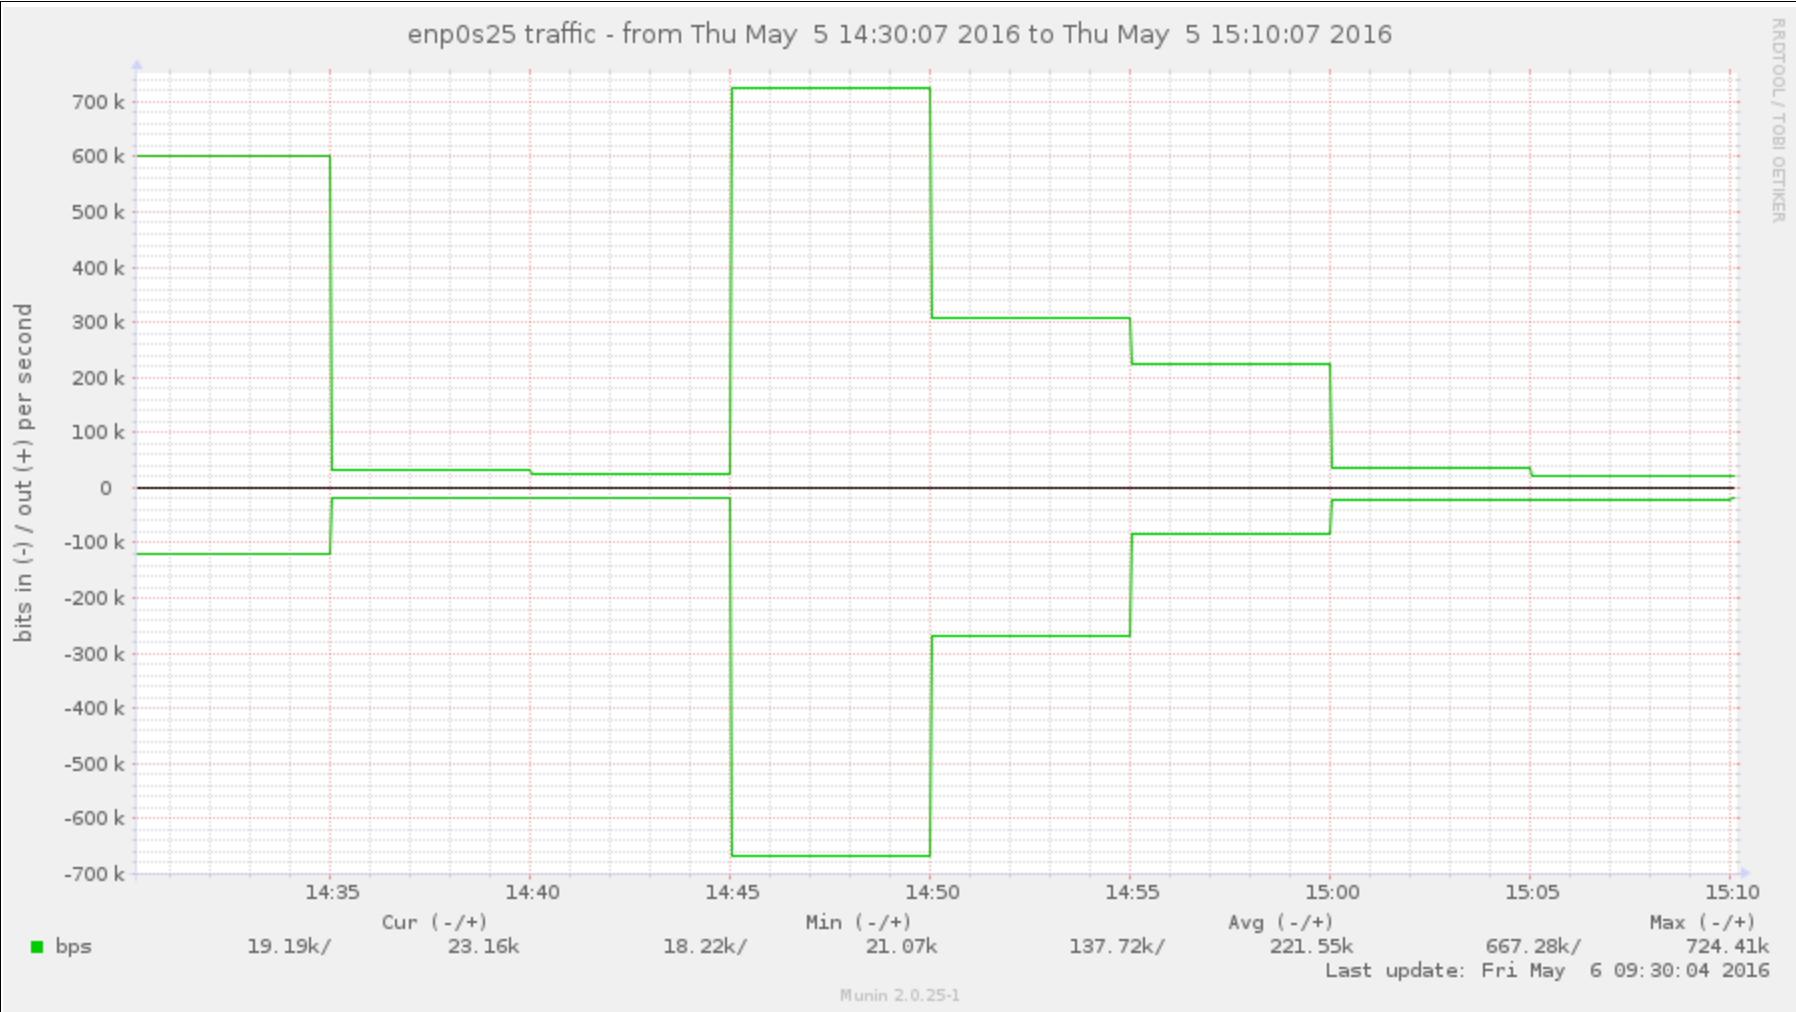 enp0s25 traffic - from Thu May  5 14:30:07 2016 to Thu May  5 15:10:07 2016
RRDTOOL / TOBI OETIKER
bits in (-) / out (+) per second
700 k
600 k
500 k
400 k
300 k
200 k
100 k
0
-100 k
-200 k
-300 k
-400 k
-500 k
-600 k
-700 k
14:35 14:40 14:45 14:50 14:55 15:00 15:05 15:10
Cur (-/+) Min (-/+) Avg (-/+) Max (-/+)
bps 19.19k/ 23.16k 18.22k/ 21.07k 137.72k/ 221.55k 667.28k/ 724.41k
Last update: Fri May  6 09:30:04 2016
Munin 2.0.25-1